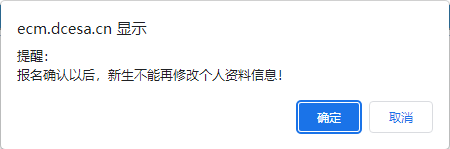 ecm.dcesa.cn 显示
提醒：
报名确认以后，新生不能再修改个人资料信息！
确定
取消